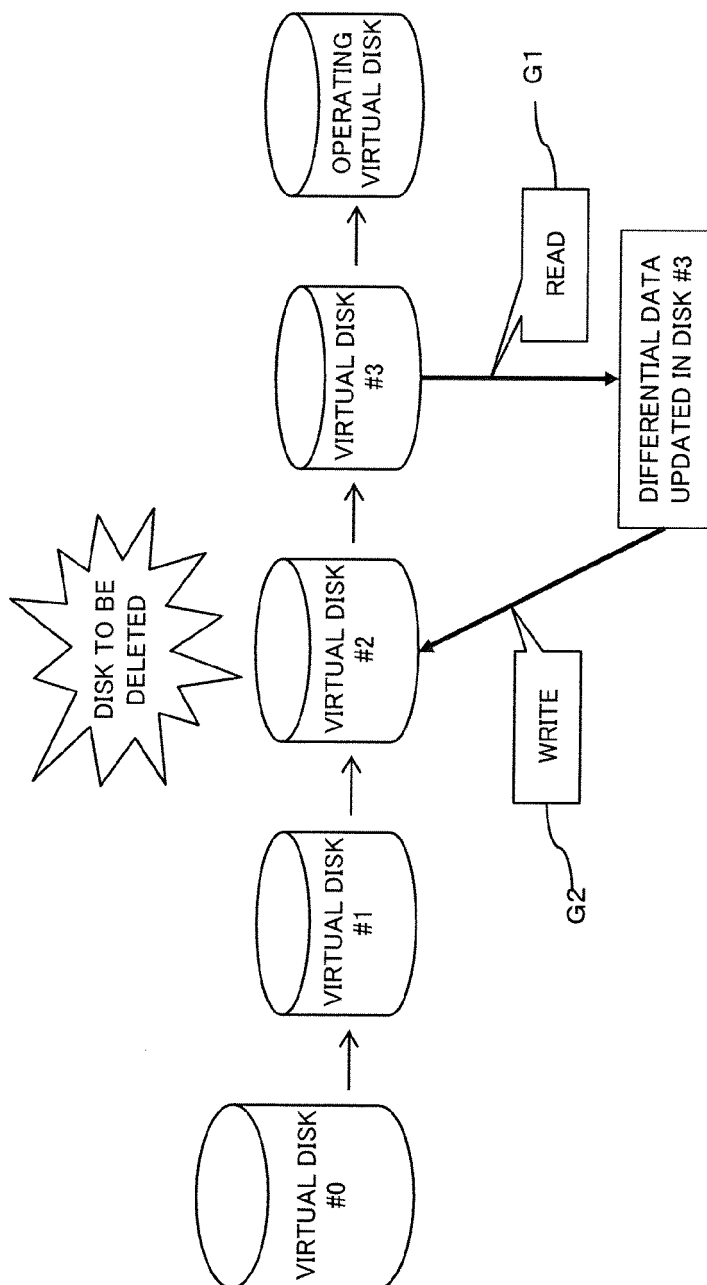 DISK TO BE
DELETED
VIRTUAL DISK
#0
VIRTUAL DISK
#1
VIRTUAL DISK
#2
VIRTUAL DISK
#3
OPERATING
VIRTUAL DISK
G2
WRITE
READ
G1
DIFFERENTIAL DATA
UPDATED IN DISK #3